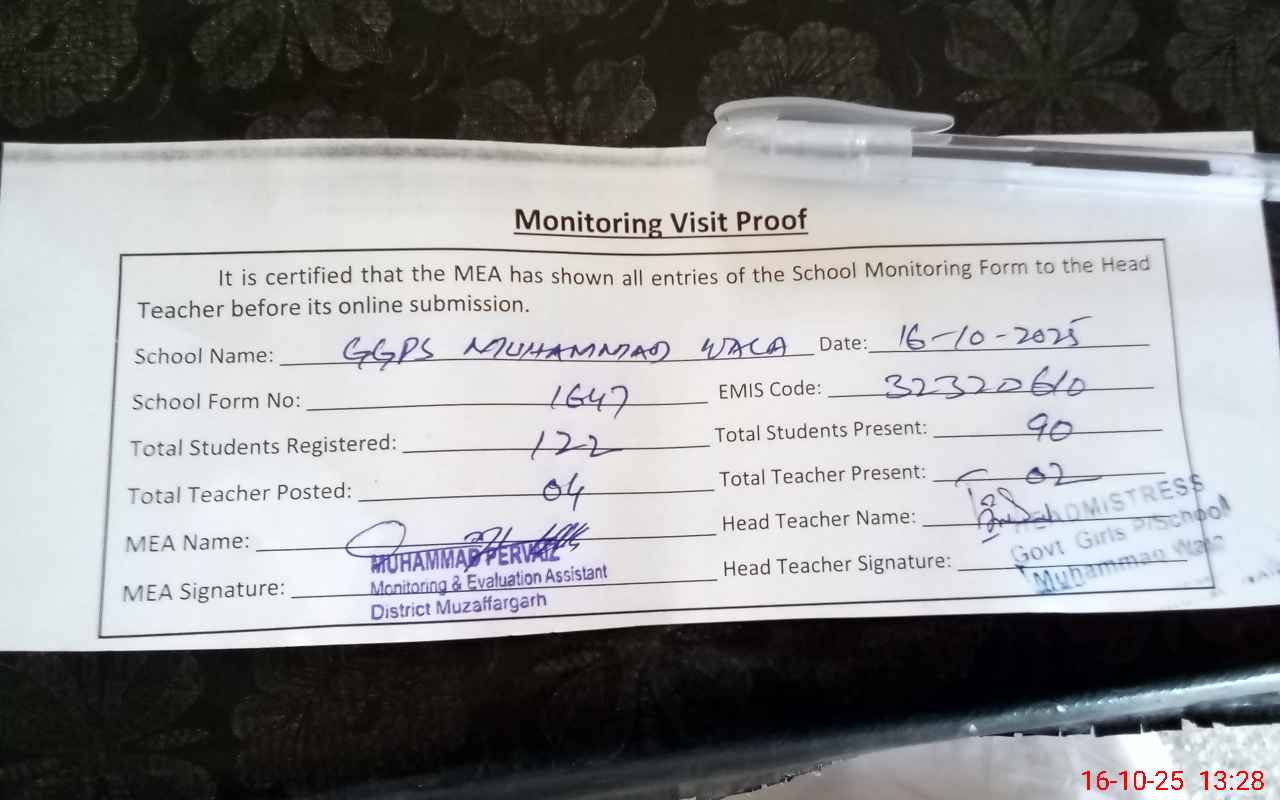 Monitoring Visit Proof
It is certified that the MEA has shown all entries of the School Monitoring Form to the Head
Teacher before its online submission.
School Name: GGPS MUHAMMAD WALA Date: 16-10-2025
School Form No: 1647 EMIS Code: 32320610
Total Students Registered: 122 Total Students Present: 90
Total Teacher Posted: 04 Total Teacher Present: 02
MEA Name: Head Teacher Name:
MUHAMMAD PERVAIZ
Monitoring & Evaluation Assistant
District Muzaffargarh
MEA Signature: Head Teacher Signature:
HEADMISTRESS
Govt Girls P/School
Muhammad Wala
16-10-25 13:28